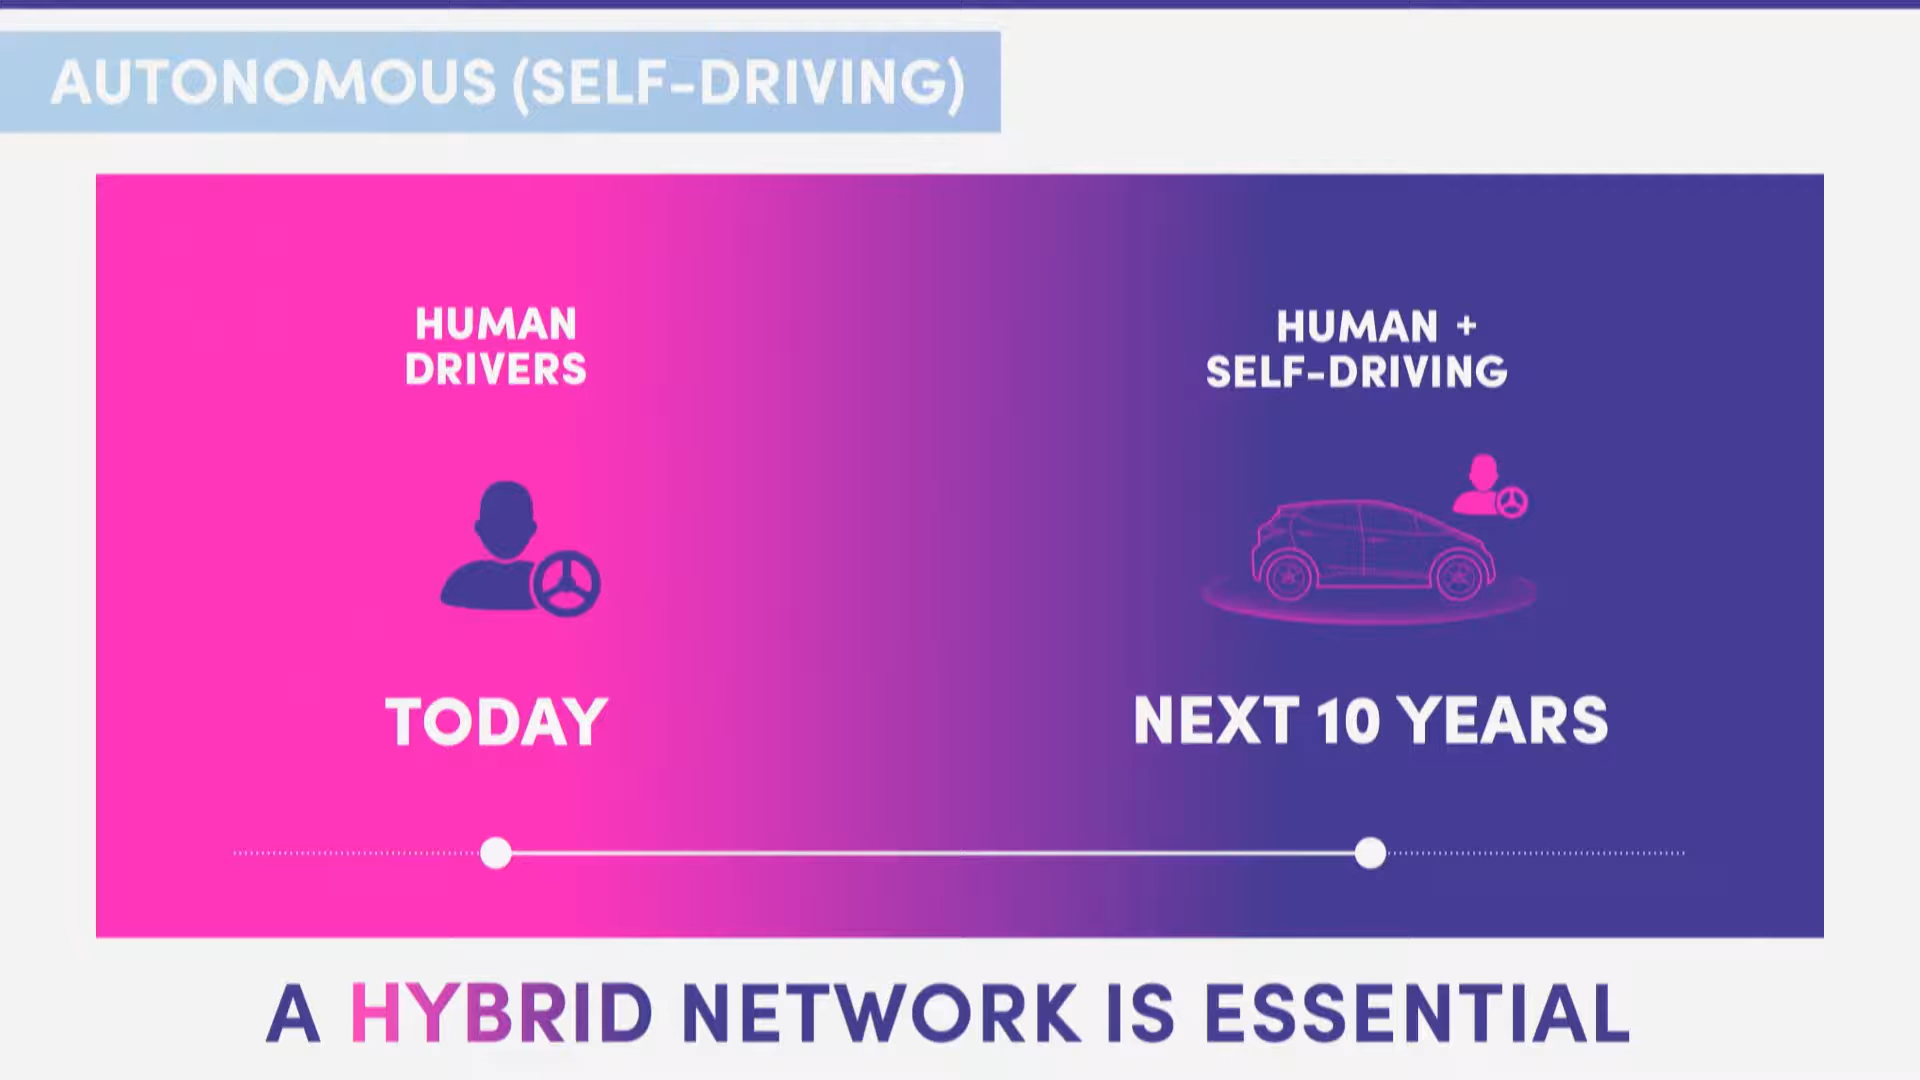 AUTONOMOUS (SELF-DRIVING)
HUMAN
DRIVERS
TODAY
HUMAN +
SELF-DRIVING
NEXT 10 YEARS
A HYBRID NETWORK IS ESSENTIAL